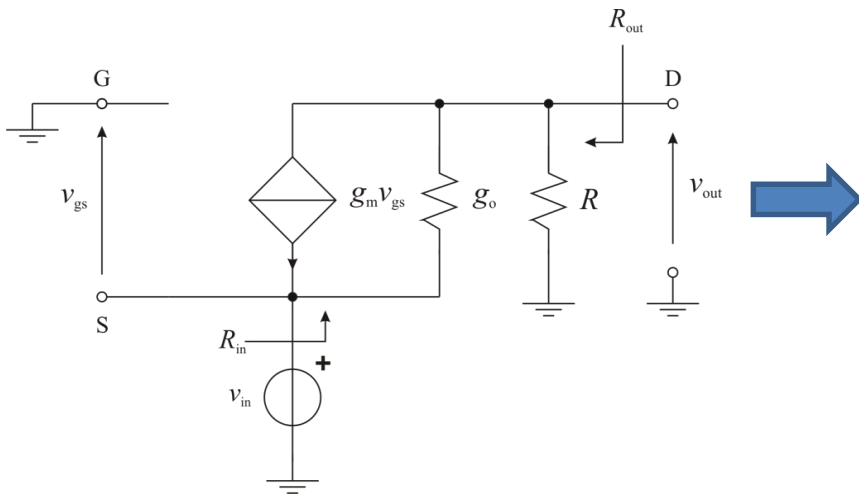 R_out
G
D
v_gs
g_m v_gs
g_o
R
v_out
S
R_in
+
v_in